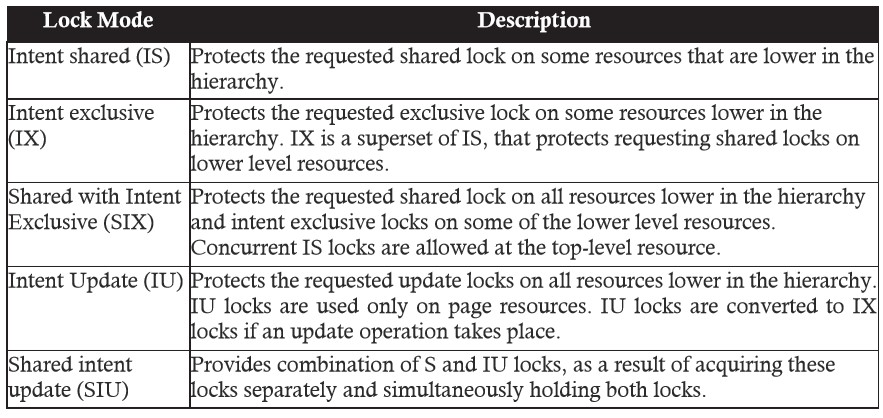 Lock Mode Description
Intent shared (IS) Protects the requested shared lock on some resources that are lower in the
hierarchy.
Intent exclusive Protects the requested exclusive lock on some resources lower in the
(IX) hierarchy. IX is a superset of IS, that protects requesting shared locks on
lower level resources.
Shared with Intent Protects the requested shared lock on all resources lower in the hierarchy
Exclusive (SIX) and intent exclusive locks on some of the lower level resources.
Concurrent IS locks are allowed at the top-level resource.
Intent Update (IU) Protects the requested update locks on all resources lower in the hierarchy.
IU locks are used only on page resources. IU locks are converted to IX
locks if an update operation takes place.
Shared intent Provides combination of S and IU locks, as a result of acquiring these
update (SIU) locks separately and simultaneously holding both locks.